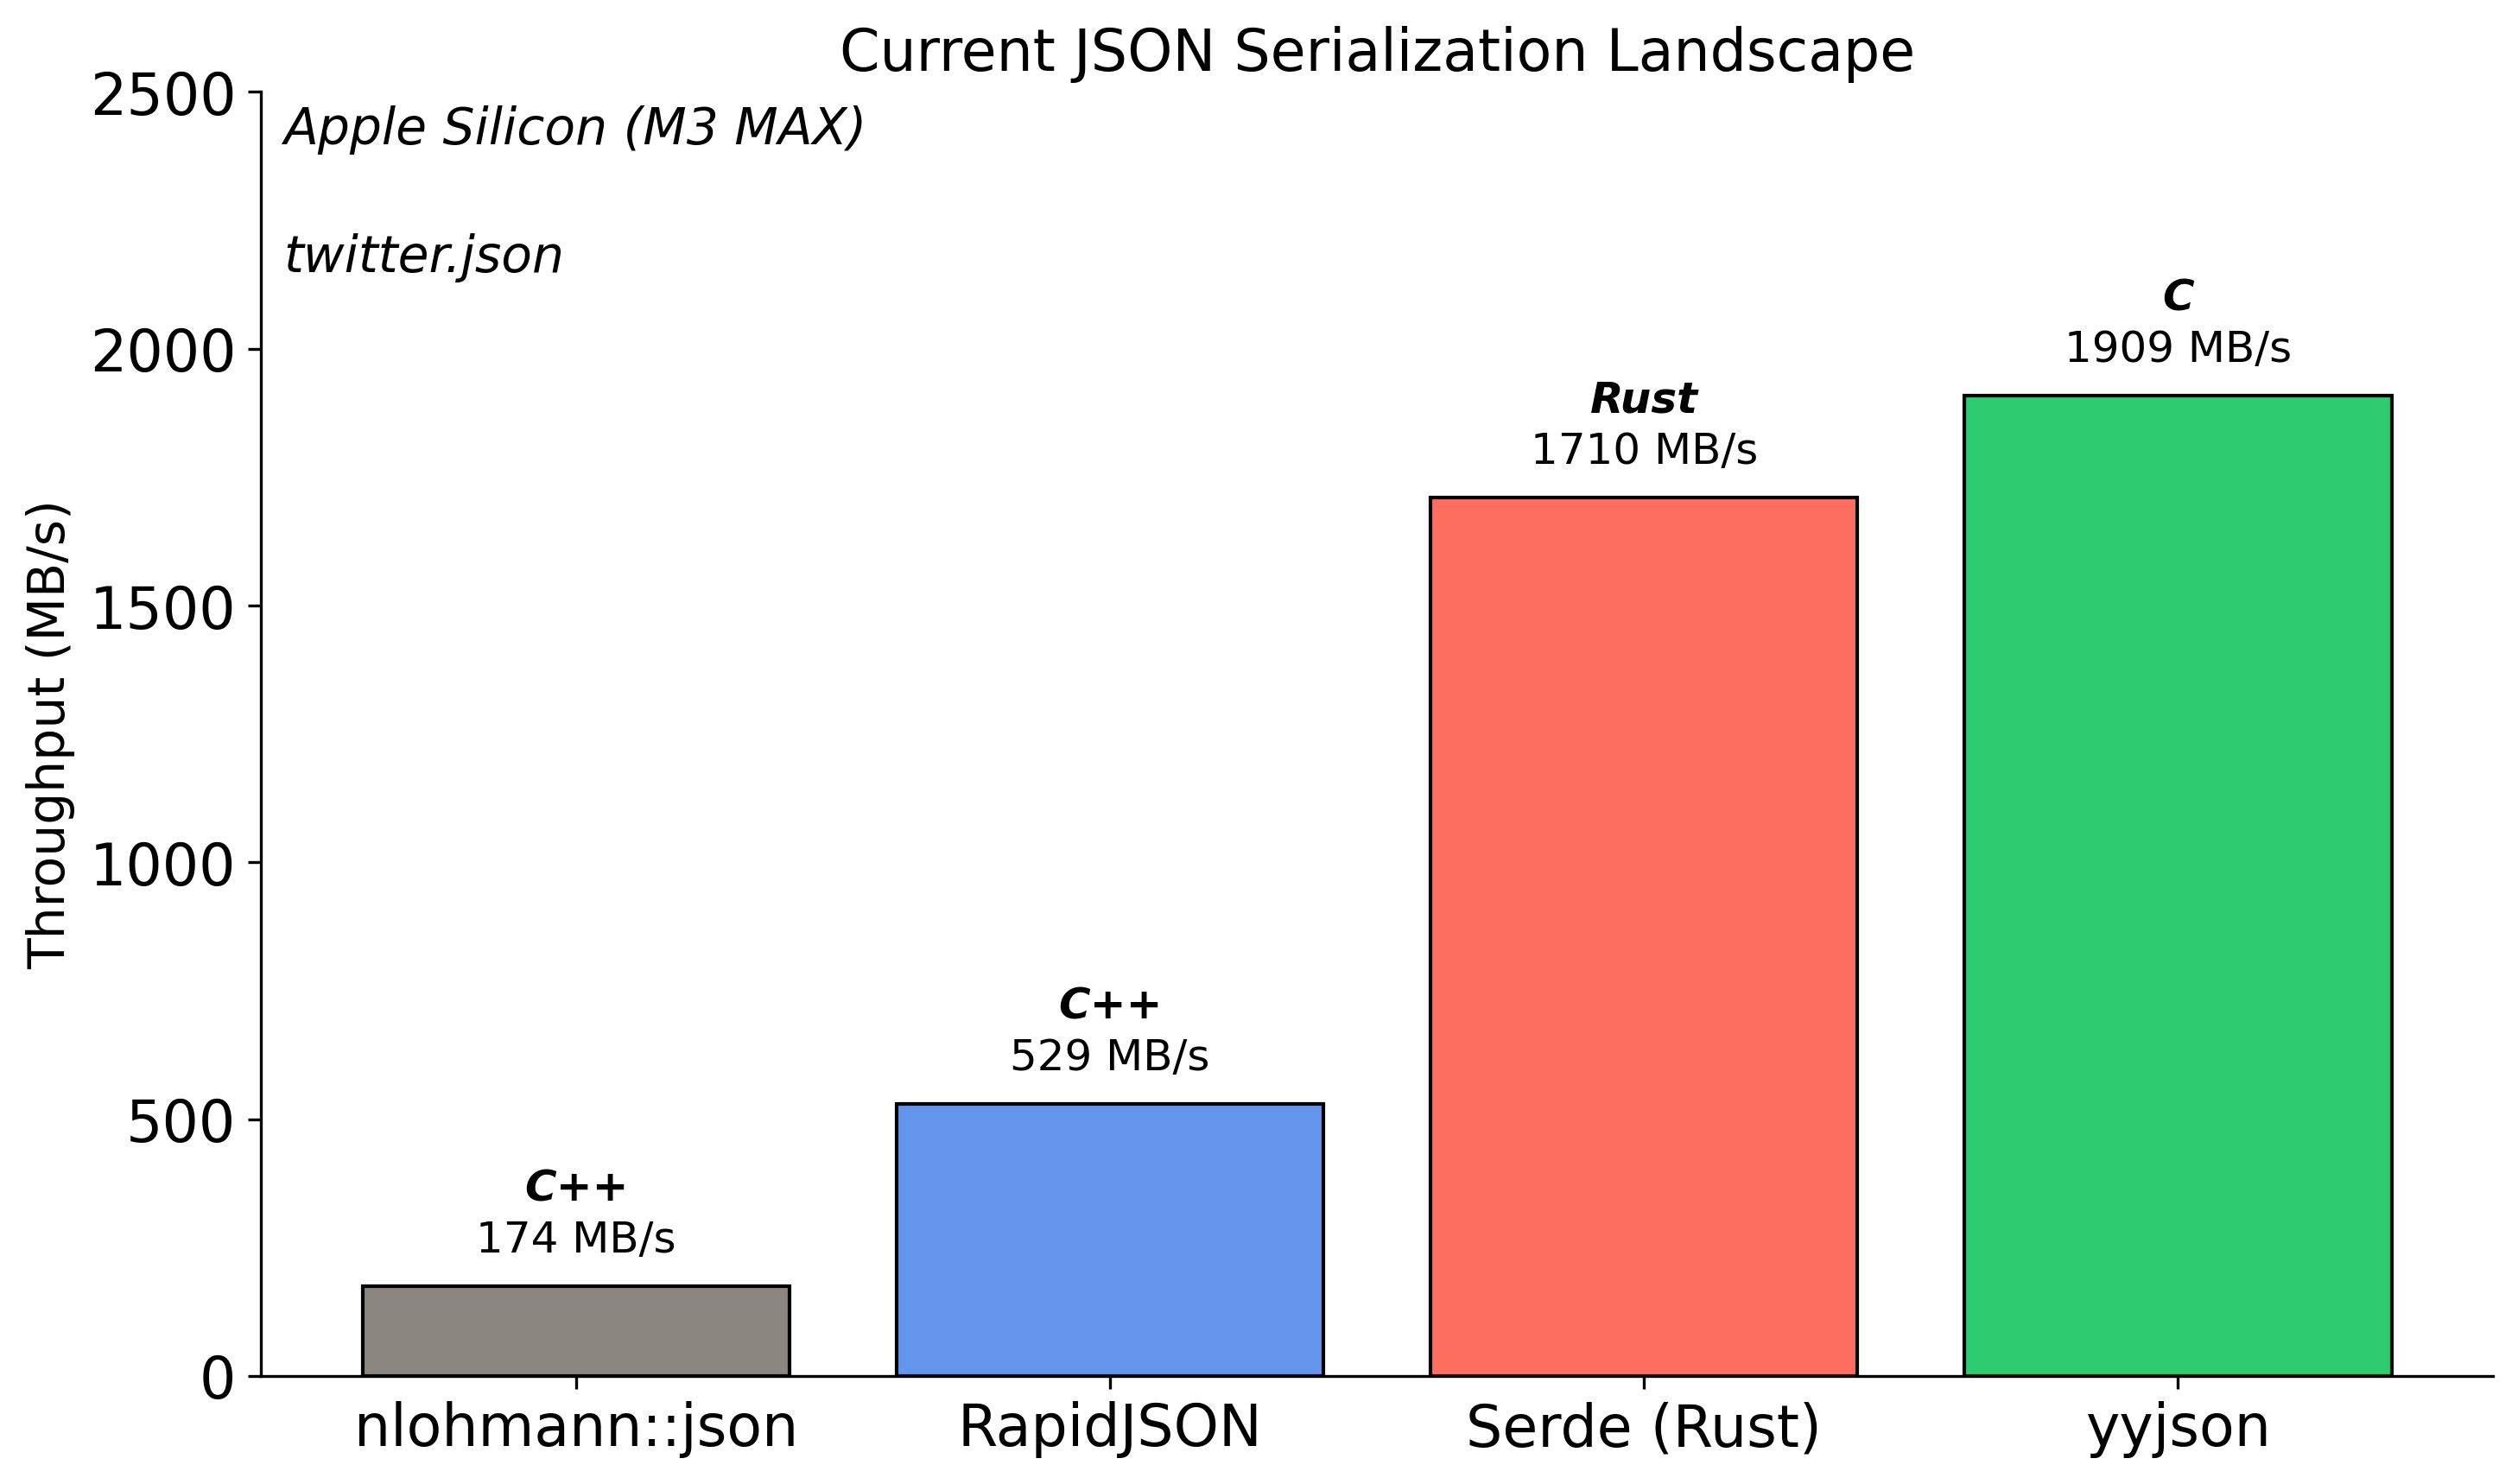 Current JSON Serialization Landscape
Apple Silicon (M3 MAX)
twitter.json
Throughput (MB/s)
2500
2000
1500
1000
500
0
C++
174 MB/s
C++
529 MB/s
Rust
1710 MB/s
C
1909 MB/s
nlohmann::json
RapidJSON
Serde (Rust)
yyjson